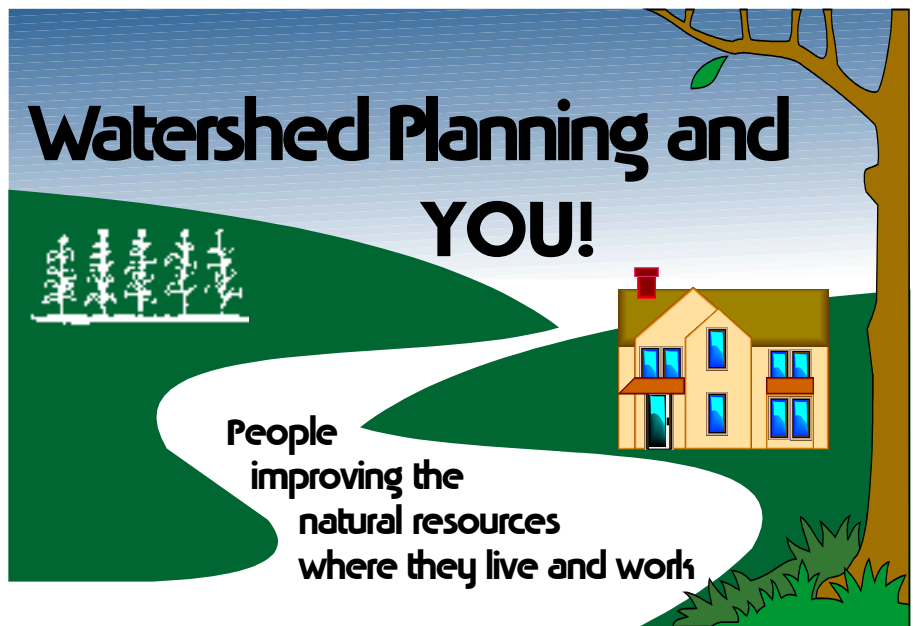 Watershed Planning and
YOU!
People
improving the
natural resources
where they live and work